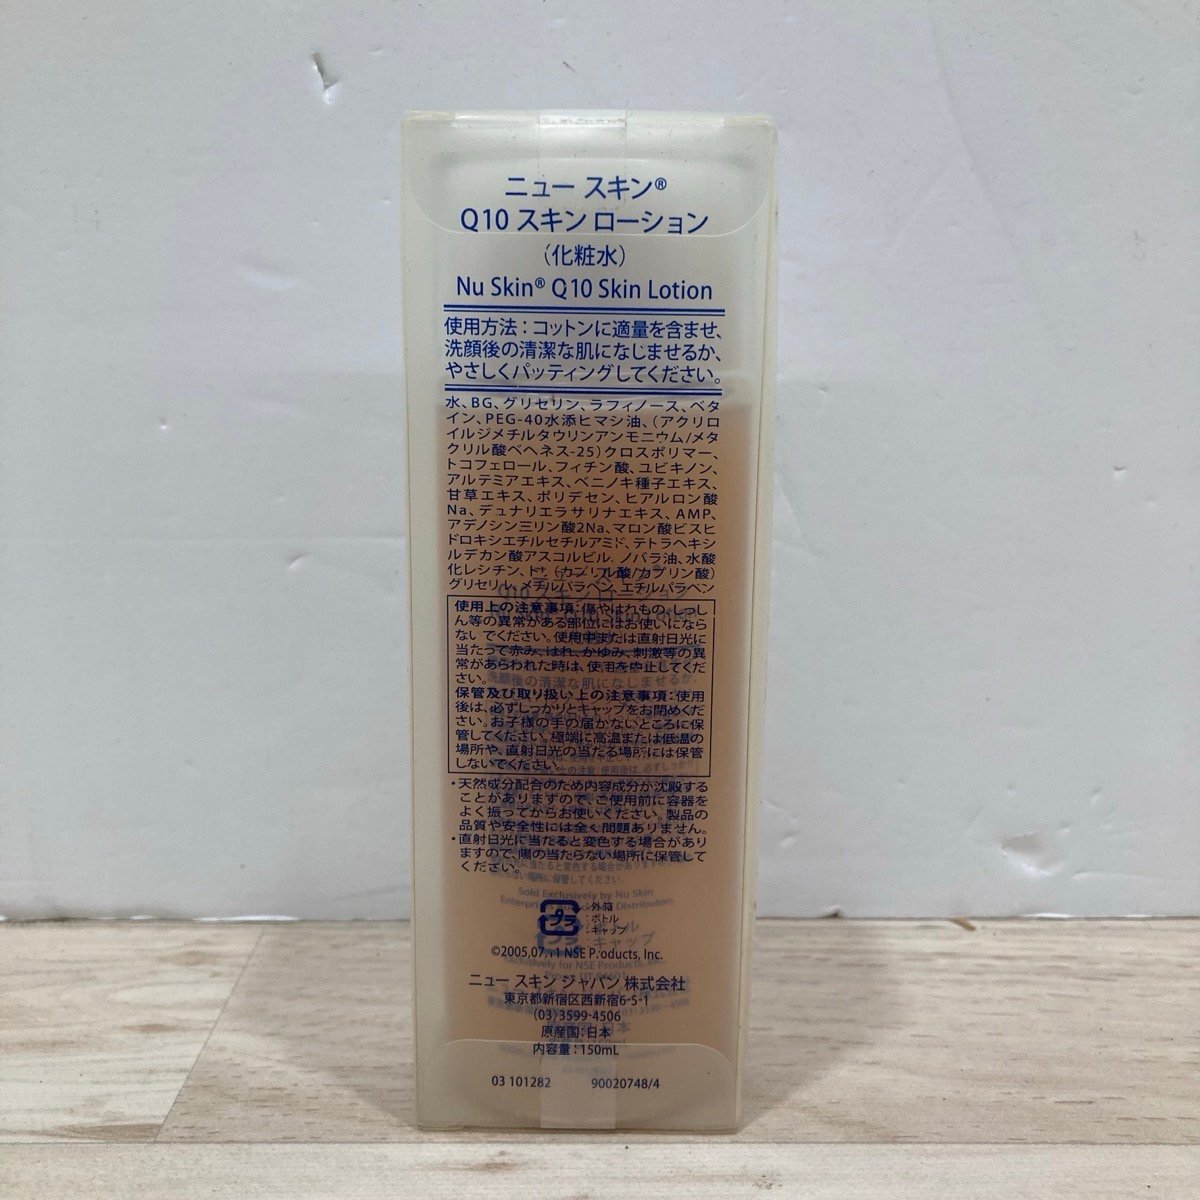 ニュー スキン®
Q10 スキン ローション
（化粧水）
Nu Skin® Q10 Skin Lotion
使用方法：コットンに適量を含ませ、
洗顔後の清潔な肌になじませるか、
やさしくパッティングしてください。
水、BG、グリセリン、ラフィノース、ベタ
イン、PEG-40水添ヒマシ油、（アクリロ
イルジメチルタウリンアンモニウム/メタ
クリル酸ベヘネス-25）クロスポリマー、
トコフェロール、フィチン酸、ユビキノン、
アルテミアエキス、ベニノキ種子エキス、
甘草エキス、ポリデセン、ヒアルロン酸
Na、デュナリエラサリナエキス、AMP、
アデノシン三リン酸2Na、マロン酸ビスヒ
ドロキシエチルセチルアミド、テトラヘキシ
ルデカン酸アスコルビル、ノバラ油、水酸
化レシチン、トリ（カプリル酸/カプリン酸）
グリセリル、メチルパラベン、エチルパラベン
使用上の注意事項：傷やはれもの、しっし
ん等の異常がある部位にはお使いになら
ないでください。使用中または直射日光に
当たって赤み、はれ、かゆみ、刺激等の異
常があらわれた時は、使用を中止してくだ
さい。
保管及び取り扱い上の注意事項：使用
後は、必ずしっかりとキャップをお閉めくだ
さい。お子様の手の届かないところに保
管してください。極端に高温または低温の
場所や、直射日光の当たる場所には保管
しないでください。
・天然成分配合のため内容成分が沈殿する
ことがありますので、ご使用前に容器を
よく振ってからお使いください。製品の
品質や安全性には全く問題ありません。
・直射日光に当たると変色する場合があり
ますので、陽の当たらない場所に保管して
ください。
プラ
：外箱
：ボトル
：キャップ
©2005,07,11 NSE Products, Inc.
ニュー スキン ジャパン 株式会社
東京都新宿区西新宿6-5-1
(03)3599-4506
原産国：日本
内容量：150mL
03 101282 90020748/4